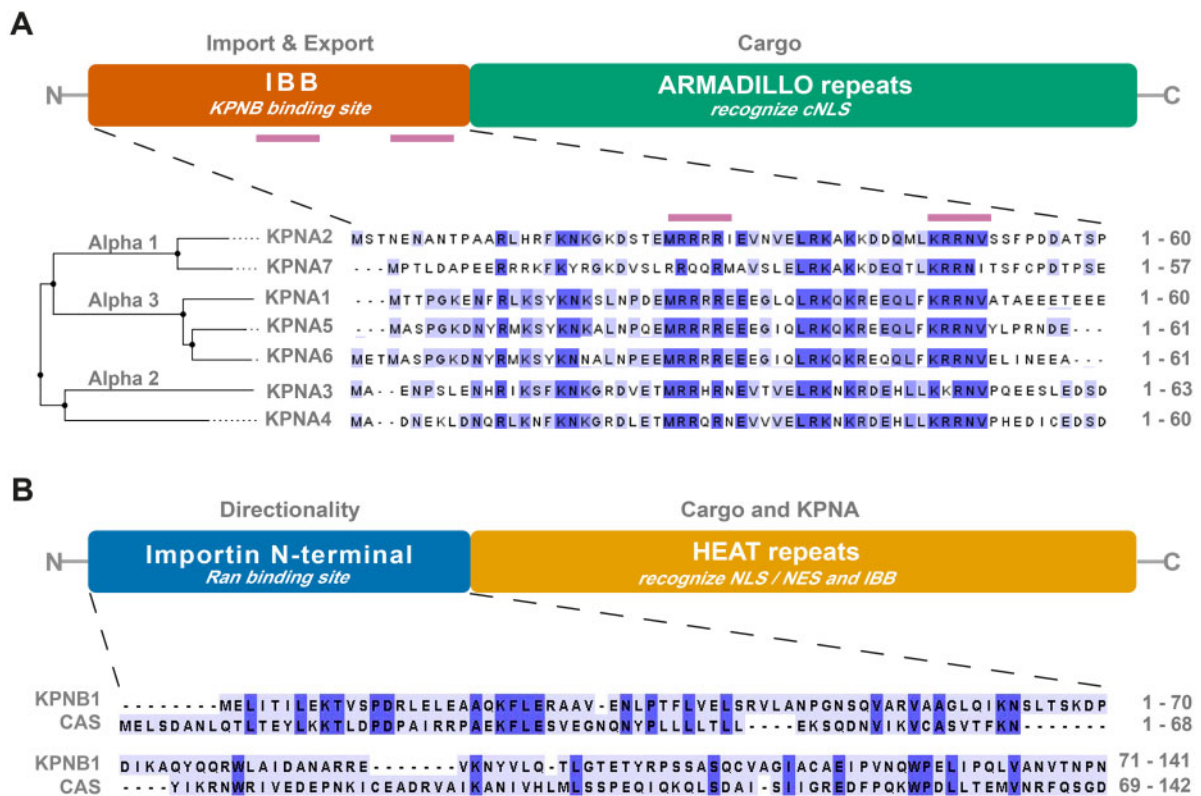 A
Import & Export Cargo
N IBB ARMADILLO repeats C
KPNB binding site recognize cNLS
Alpha 1 KPNA2 MSTNENANTPAARLHRFKNKGKDSTEMRRRRIEVNVELRKAKKDDQMLKRRNVSSFPDDATSP 1 - 60
KPNA7 ---MPTLDAPEERRRKFKYRGKDVSLRRQQRMAVSLELRKAKKDEQTLKRRNITSFCPDTPSE 1 - 57
Alpha 3 KPNA1 ---MTTPGKENFRLKSYKNKSLNPDEMRRRREEEGLQLRKQKREEQLFKRRNVATAEEETEEE 1 - 60
KPNA5 ---MASPGKDNYRMKSYKNKALNPQEMRRRREEEGIQLRKQKREEQLFKRRNVYLPRNDE--- 1 - 61
KPNA6 METMASPGKDNYRMKSYKNNALNPEEMRRRREEEGIQLRKQKREQQLFKRRNVELINEEA--- 1 - 61
Alpha 2 KPNA3 MA--ENPSLENHRIKSFKNKGRDVETMRRHRNEVTVELRKNKRDEHLLKKRNVPQEESLEDSD 1 - 63
KPNA4 MA--DNEKLDNQRLKNFKNKGRDLETMRRQRNEVVVELRKNKRDEHLLKRRNVPHEDICEDSD 1 - 60
B
Directionality Cargo and KPNA
N Importin N-terminal HEAT repeats C
Ran binding site recognize NLS / NES and IBB
KPNB1 --------MELITILEKTVSPDRLELEAAQKFLERAAV-ENLPTFLVELSRVLANPGNSQVARVAAGLQIKNSLTSKDP 1 - 70
CAS MELSDANLQTLTEYLKKTLDPDPAIRRPAEKFLESVEGNQNYPLLLLTLL----EKSQDNVIKVCASVTFKN------- 1 - 68
KPNB1 DIKAQYQQRWLAIDANARRE-------VKNYVLQ-TLGTETYRPSSASQCVAGIACAEIPVNQWPELIPQLVANVTNPN 71 - 141
CAS ----YIKRNWRIVEDEPNKICEADRVAIKANIVHLMLSSPEQIQKQLSDAI-SIIGREDFPQKWPDLLTEMVNRFQSGD 69 - 142